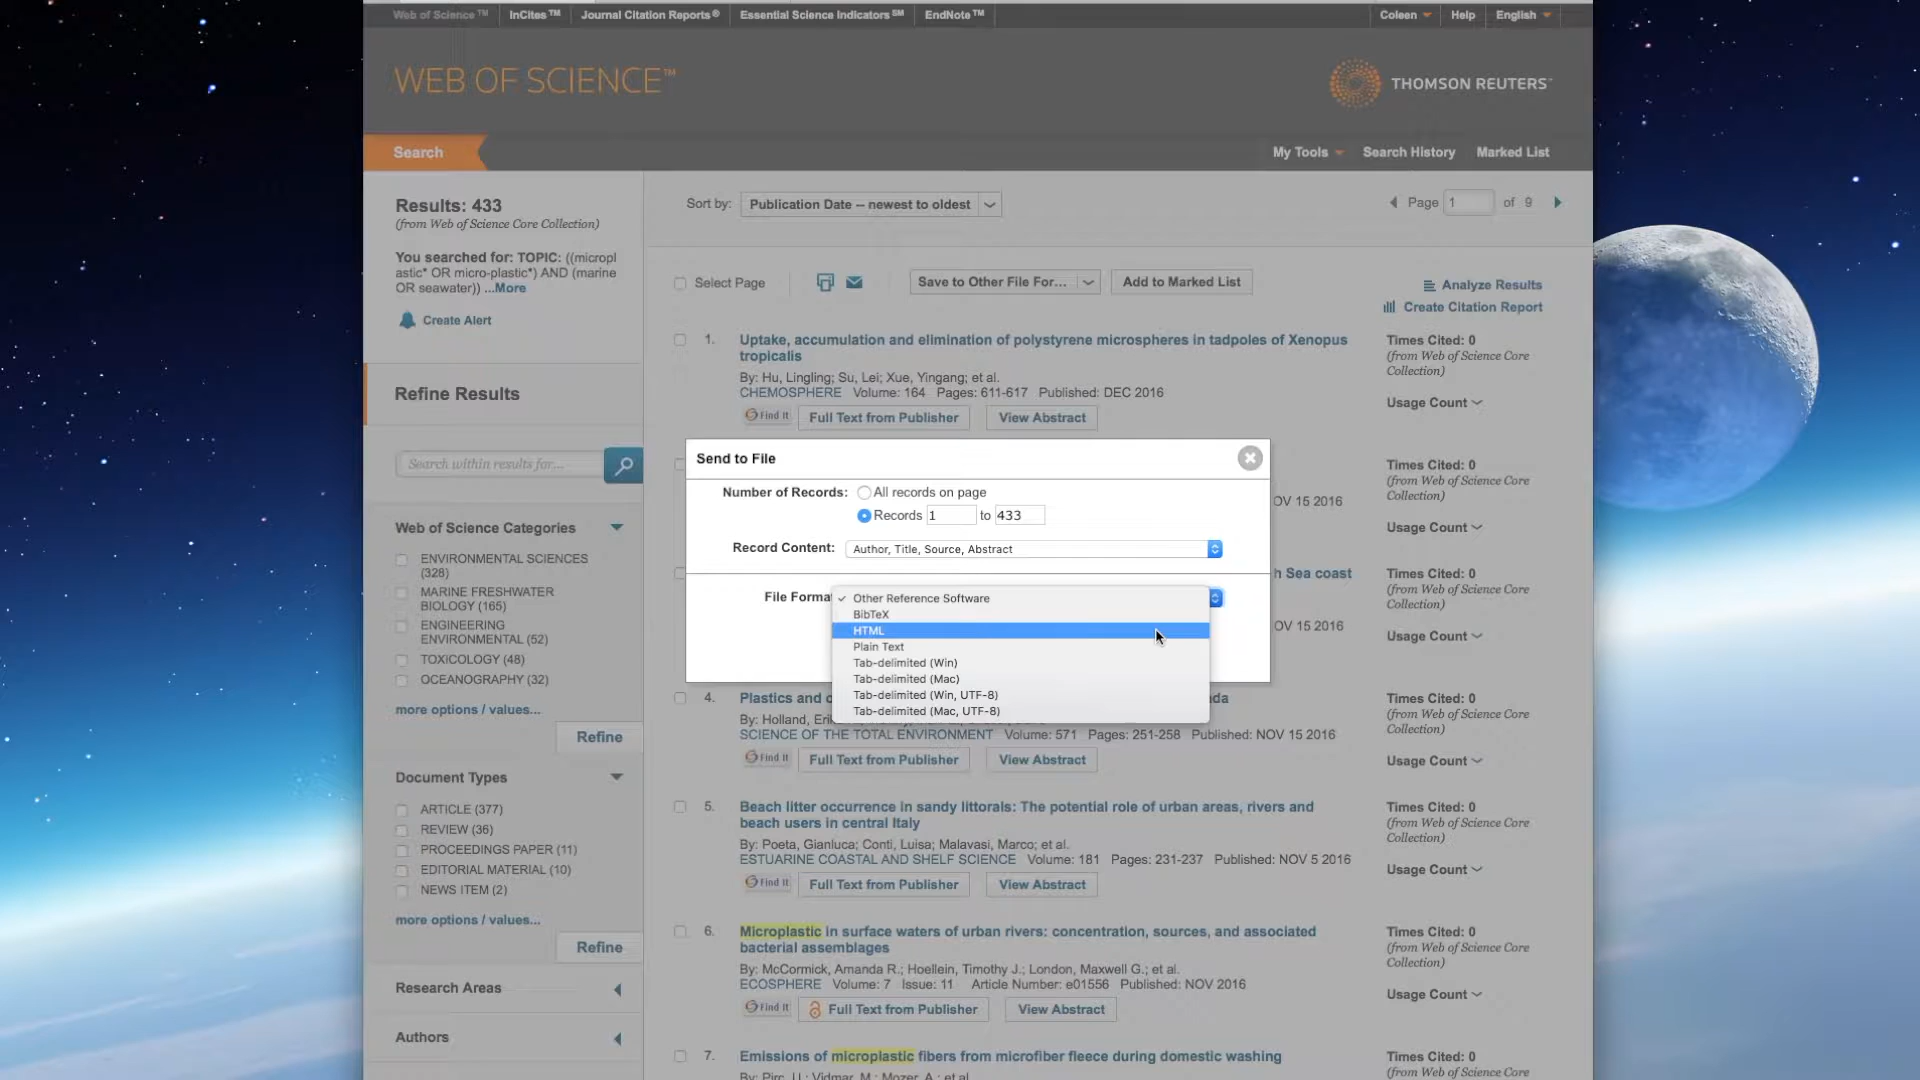 Web of Science™ InCites™ Journal Citation Reports® Essential Science Indicators℠ EndNote™ Coleen Help English
WEB OF SCIENCE™
THOMSON REUTERS™
Search
My Tools Search History Marked List
Results: 433
(from Web of Science Core Collection)
You searched for: TOPIC: ((micropl
astic* OR micro-plastic*) AND (marine
OR seawater)) ...More
Create Alert
Refine Results
Search within results for...
Web of Science Categories
ENVIRONMENTAL SCIENCES
(328)
MARINE FRESHWATER
BIOLOGY (165)
ENGINEERING
ENVIRONMENTAL (52)
TOXICOLOGY (48)
OCEANOGRAPHY (32)
more options / values...
Refine
Document Types
ARTICLE (377)
REVIEW (36)
PROCEEDINGS PAPER (11)
EDITORIAL MATERIAL (10)
NEWS ITEM (2)
more options / values...
Refine
Research Areas
Authors
Sort by: Publication Date -- newest to oldest
Page 1 of 9
Select Page
Save to Other File For...
Add to Marked List
Analyze Results
Create Citation Report
1. Uptake, accumulation and elimination of polystyrene microspheres in tadpoles of Xenopus
tropicalis
By: Hu, Lingling; Su, Lei; Xue, Yingang; et al.
CHEMOSPHERE Volume: 164 Pages: 611-617 Published: DEC 2016
Find It Full Text from Publisher View Abstract
Times Cited: 0
(from Web of Science Core
Collection)
Usage Count
Send to File
Number of Records: All records on page
Records 1 to 433
Record Content: Author, Title, Source, Abstract
File Forma
Other Reference Software
BibTeX
HTML
Plain Text
Tab-delimited (Win)
Tab-delimited (Mac)
Tab-delimited (Win, UTF-8)
Tab-delimited (Mac, UTF-8)
OV 15 2016
Times Cited: 0
(from Web of Science Core
Collection)
Usage Count
h Sea coast
OV 15 2016
Times Cited: 0
(from Web of Science Core
Collection)
Usage Count
4. Plastics and
By: Holland,
SCIENCE OF THE TOTAL ENVIRONMENT Volume: 571 Pages: 251-258 Published: NOV 15 2016
Find It Full Text from Publisher View Abstract
Times Cited: 0
(from Web of Science Core
Collection)
Usage Count
5. Beach litter occurrence in sandy littorals: The potential role of urban areas, rivers and
beach users in central Italy
By: Poeta, Gianluca; Conti, Luisa; Malavasi, Marco; et al.
ESTUARINE COASTAL AND SHELF SCIENCE Volume: 181 Pages: 231-237 Published: NOV 5 2016
Find It Full Text from Publisher View Abstract
Times Cited: 0
(from Web of Science Core
Collection)
Usage Count
6. Microplastic in surface waters of urban rivers: concentration, sources, and associated
bacterial assemblages
By: McCormick, Amanda R.; Hoellein, Timothy J.; London, Maxwell G.; et al.
ECOSPHERE Volume: 7 Issue: 11 Article Number: e01556 Published: NOV 2016
Find It Full Text from Publisher View Abstract
Times Cited: 0
(from Web of Science Core
Collection)
Usage Count
7. Emissions of microplastic fibers from microfiber fleece during domestic washing
By: Pirc, U.; Vidmar, M.; Mozer, A.; et al.
Times Cited: 0
(from Web of Science Core